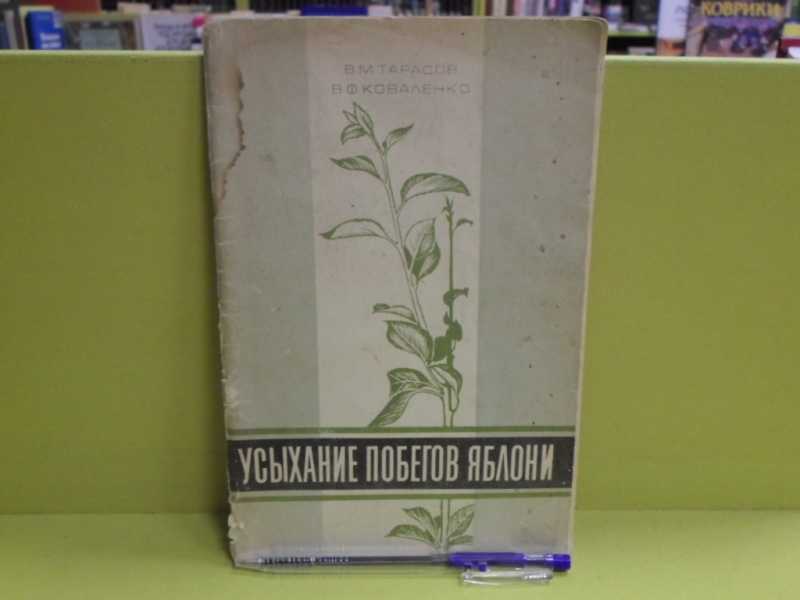 КОВРИКИ
В.М.ТАРАСОВ
В.Ф.КОВАЛЕНКО
УСЫХАНИЕ ПОБЕГОВ ЯБЛОНИ